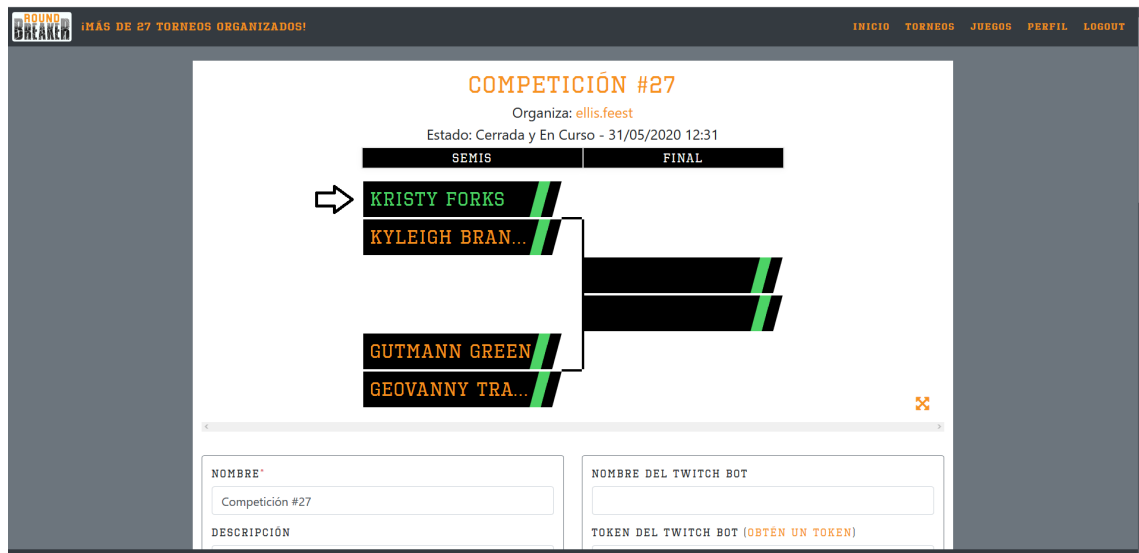 ROUND
BREAKER
¡MÁS DE 27 TORNEOS ORGANIZADOS!
INICIO TORNEOS JUEGOS PERFIL LOGOUT
COMPETICIÓN #27
Organiza: ellis.feest
Estado: Cerrada y En Curso - 31/05/2020 12:31
SEMIS FINAL
KRISTY FORKS
KYLEIGH BRAN...
GUTMANN GREEN
GEOVANNY TRA...
NOMBRE*
Competición #27
DESCRIPCIÓN
NOMBRE DEL TWITCH BOT
TOKEN DEL TWITCH BOT (OBTÉN UN TOKEN)